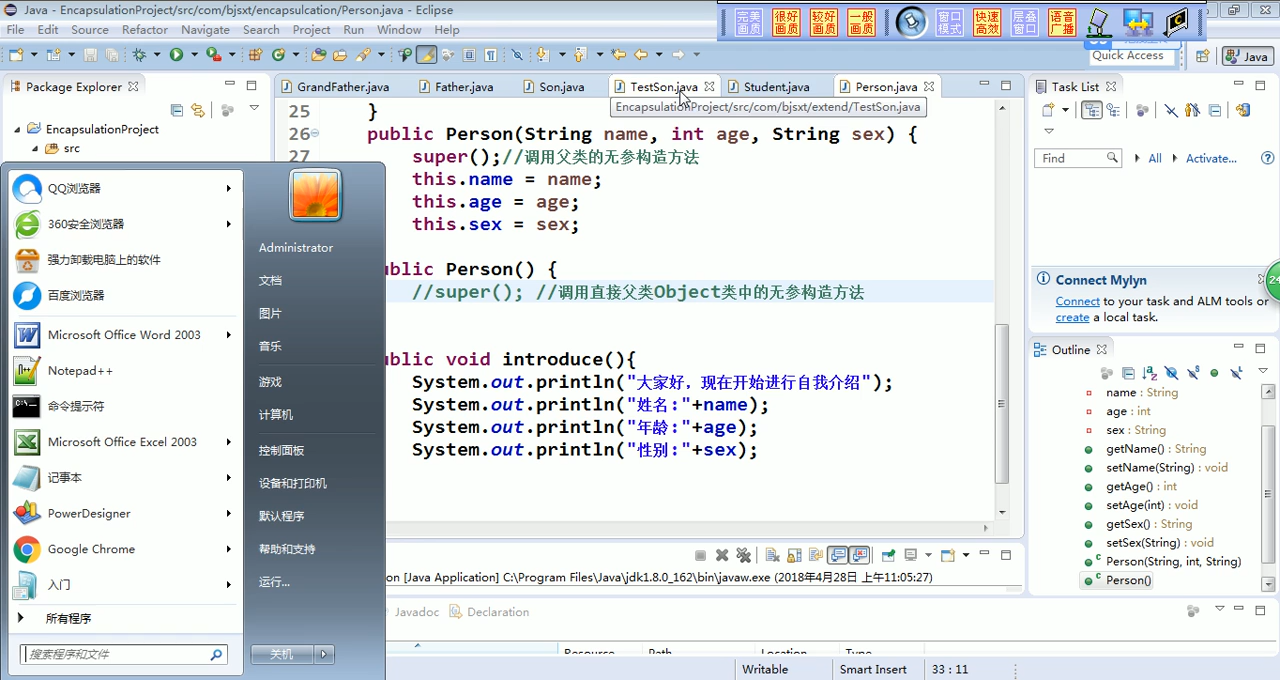 Java - EncapsulationProject/src/com/bjsxt/encapsulcation/Person.java - Eclipse
File Edit Source Refactor Navigate Search Project Run Window Help
完美画质 很好画质 较好画质 一般画质 窗口模式 快速高效 层叠窗口 语音广播
Quick Access
Java
Package Explorer
EncapsulationProject
src
GrandFather.java
Father.java
Son.java
TestSon.java
Student.java
Person.java
EncapsulationProject/src/com/bjsxt/extend/TestSon.java
25 }
26 public Person(String name, int age, String sex) {
27 super();//调用父类的无参构造方法
this.name = name;
this.age = age;
this.sex = sex;
ublic Person() {
//super(); //调用直接父类Object类中的无参构造方法
ublic void introduce(){
System.out.println("大家好，现在开始进行自我介绍");
System.out.println("姓名:"+name);
System.out.println("年龄:"+age);
System.out.println("性别:"+sex);
on [Java Application] C:\Program Files\Java\jdk1.8.0_162\bin\javaw.exe (2018年4月28日 上午11:05:27)
Javadoc Declaration
Resource Path Location Type
Writable Smart Insert 33 : 11
Task List
Find All Activate...
Connect Mylyn
Connect to your task and ALM tools or
create a local task.
24
Outline
name : String
age : int
sex : String
getName() : String
setName(String) : void
getAge() : int
setAge(int) : void
getSex() : String
setSex(String) : void
Person(String, int, String)
Person()
QQ浏览器
360安全浏览器
强力卸载电脑上的软件
百度浏览器
Microsoft Office Word 2003
Notepad++
命令提示符
Microsoft Office Excel 2003
记事本
PowerDesigner
Google Chrome
入门
所有程序
搜索程序和文件
Administrator
文档
图片
音乐
游戏
计算机
控制面板
设备和打印机
默认程序
帮助和支持
运行...
关机